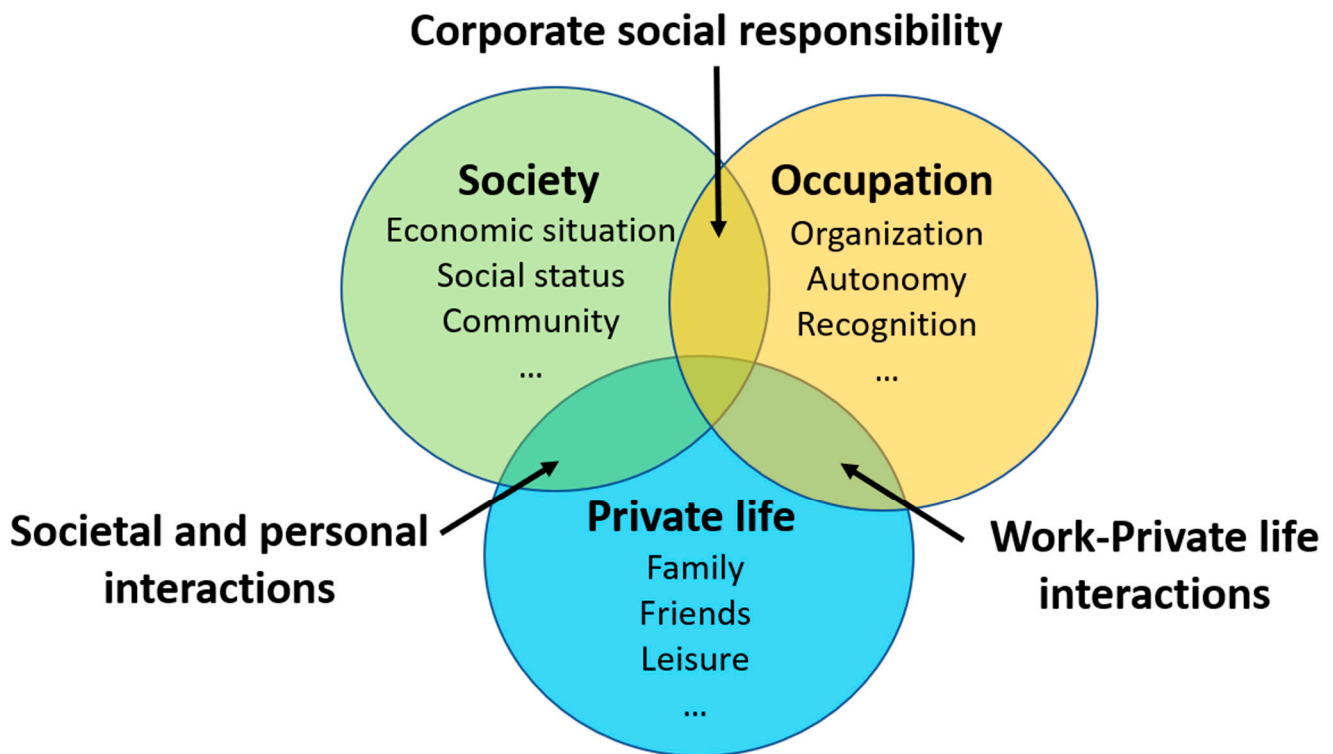 Corporate social responsibility
Society
Economic situation
Social status
Community
...
Occupation
Organization
Autonomy
Recognition
...
Societal and personal
interactions
Private life
Family
Friends
Leisure
...
Work-Private life
interactions